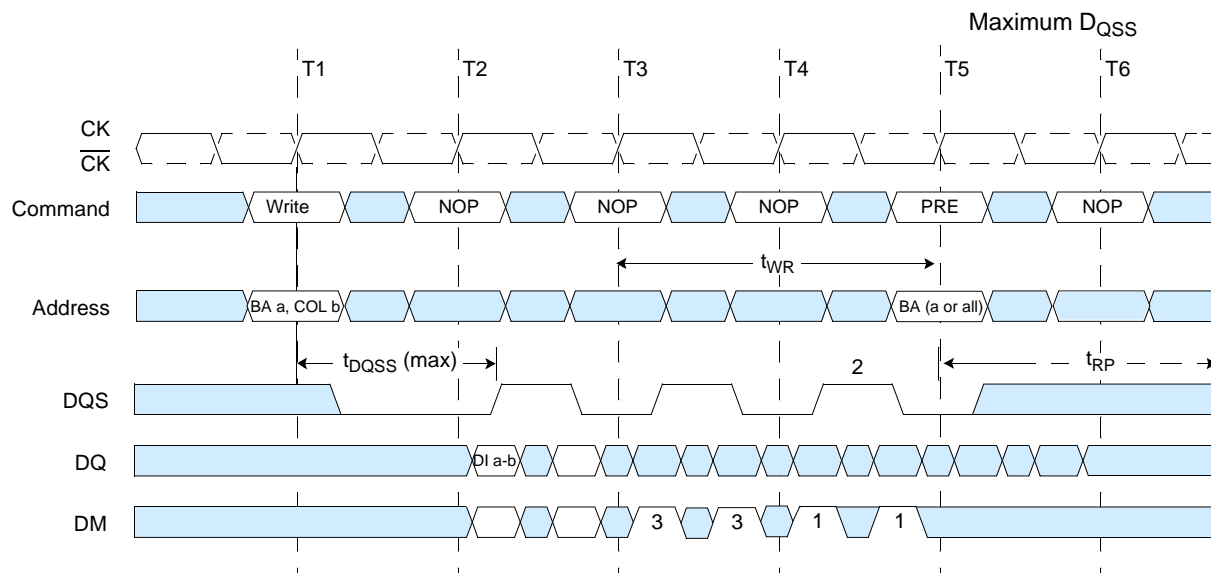 Maximum DQSS
T1 T2 T3 T4 T5 T6
CK
CK
Command Write NOP NOP NOP PRE NOP
tWR
Address BA a, COL b BA (a or all)
tDQSS (max) 2 tRP
DQS
DQ DI a-b
DM 3 3 1 1